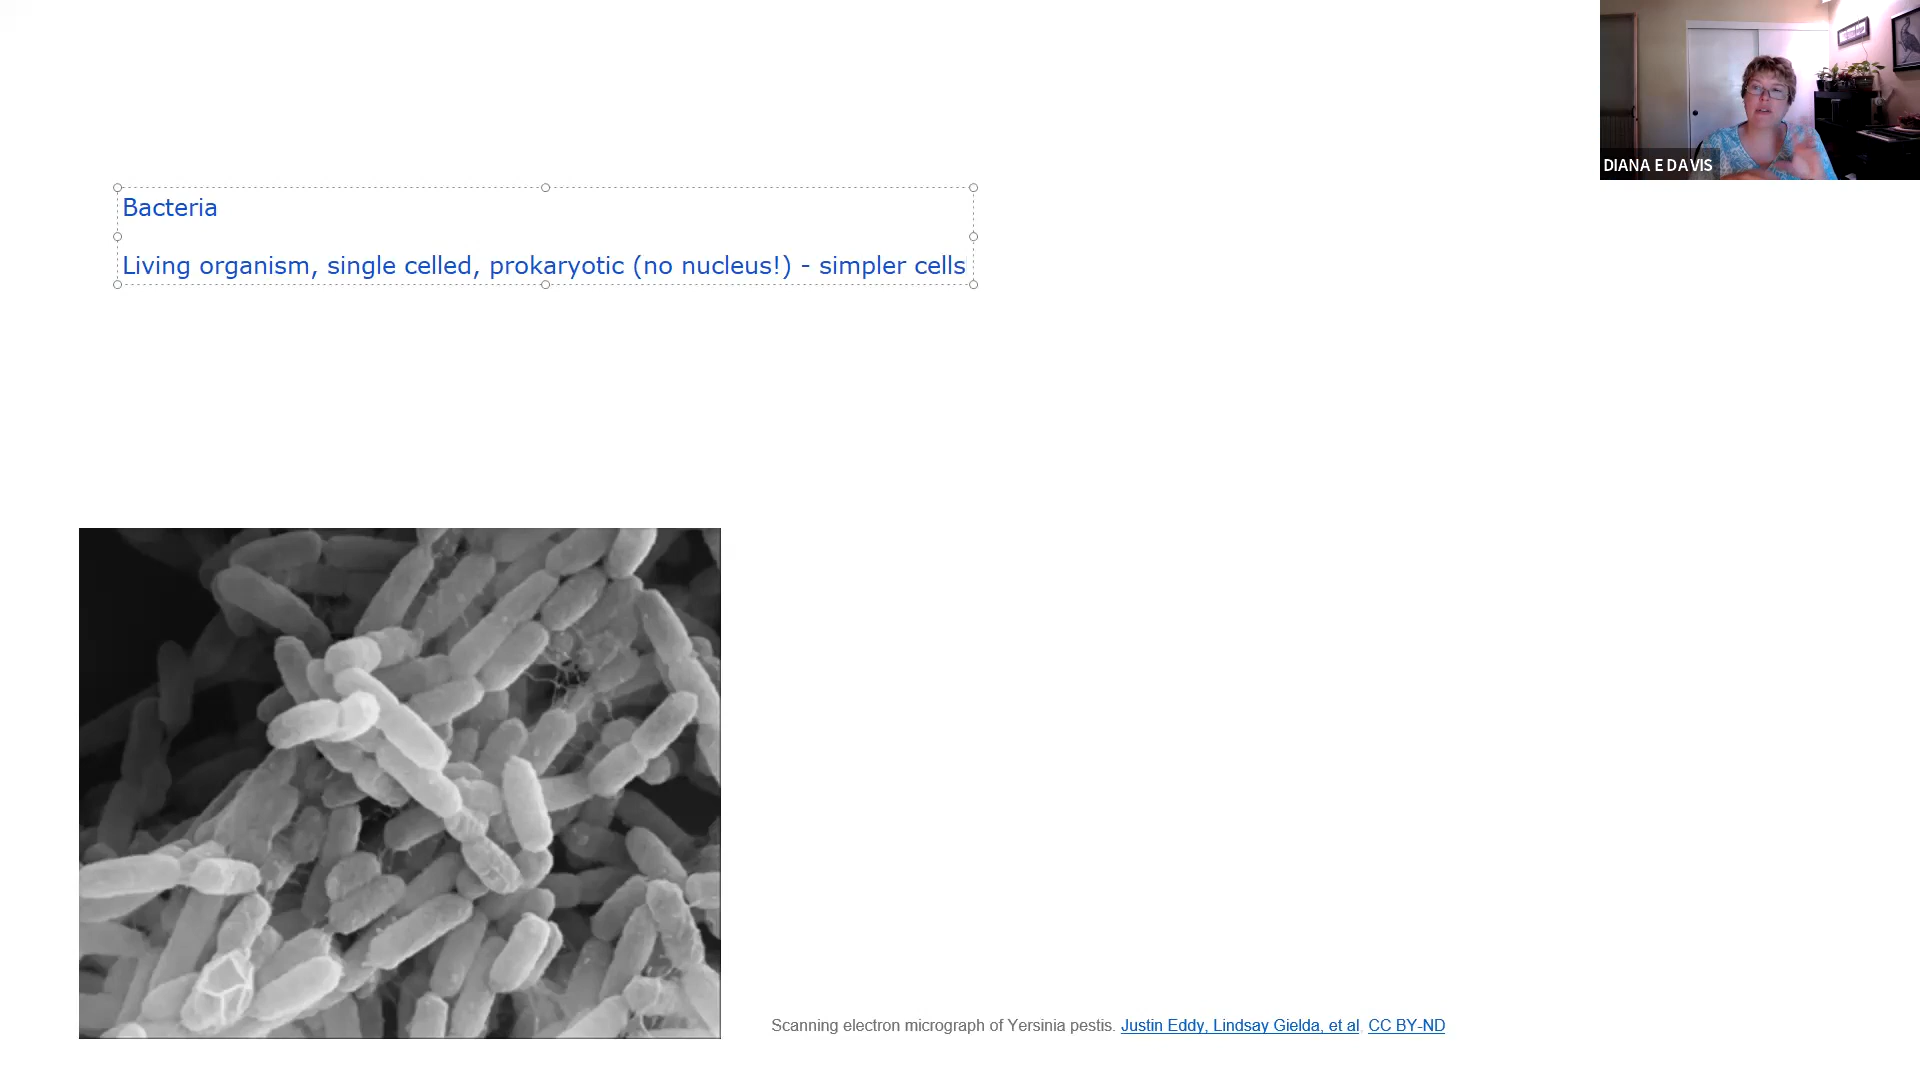 DIANA E DAVIS
Bacteria
Living organism, single celled, prokaryotic (no nucleus!) - simpler cells
Scanning electron micrograph of Yersinia pestis. Justin Eddy, Lindsay Gielda, et al. CC BY-ND